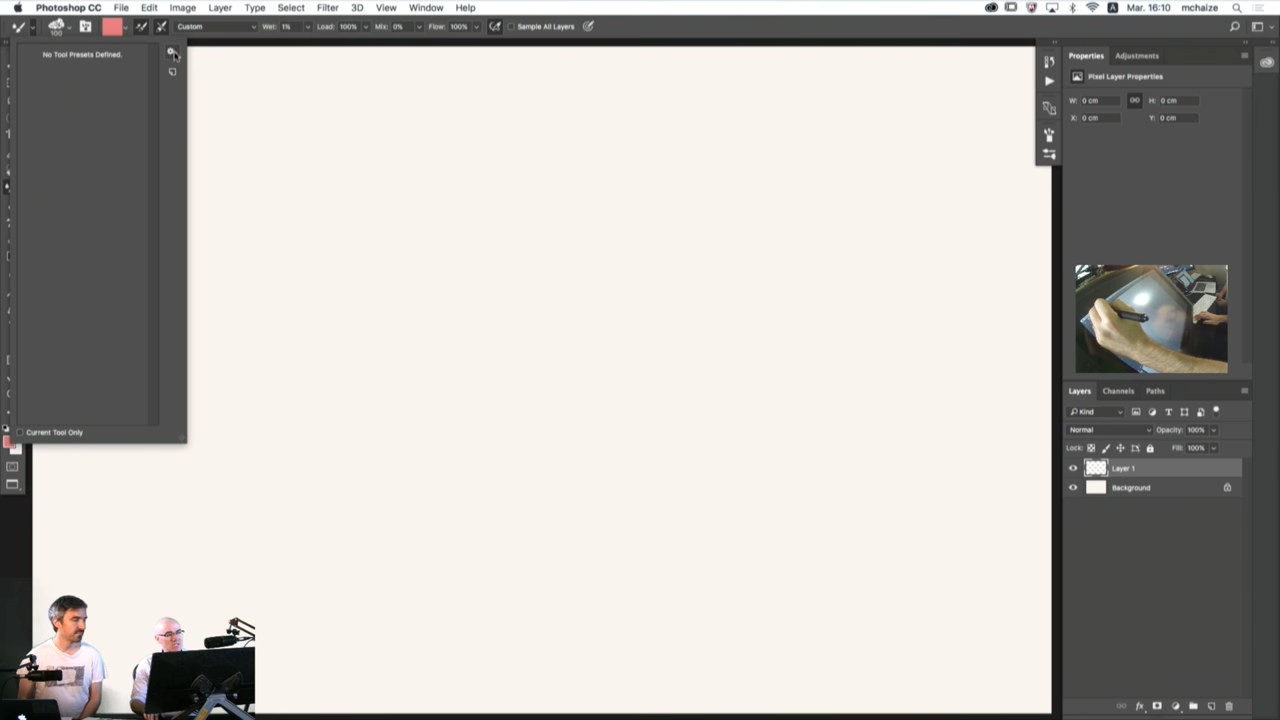 Photoshop CC File Edit Image Layer Type Select Filter 3D View Window Help Mar. 16:10 mchaize
100 Custom Wet: 1% Load: 100% Mix: 0% Flow: 100% Sample All Layers
No Tool Presets Defined.
Current Tool Only
Properties Adjustments
Pixel Layer Properties
W: 0 cm H: 0 cm
X: 0 cm Y: 0 cm
Layers Channels Paths
Kind
Normal Opacity: 100%
Lock: Fill: 100%
Layer 1
Background
fx